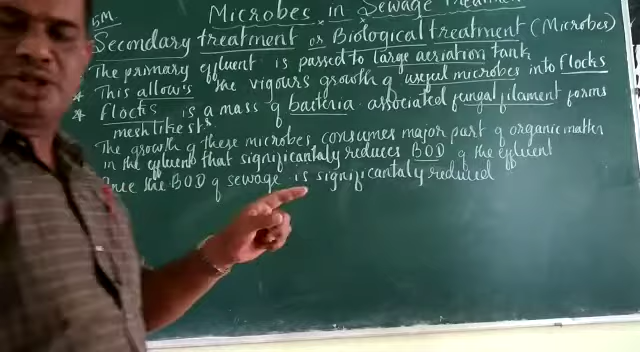 5M
Microbes in Sewage Treatment
Secondary treatment or Biological treatment (Microbes)
The primary effluent is passed to large aeriation tank
* This allows the vigours growth of useful microbes into flocks
* Flocks is a mass of bacteria associated fungal filament forms
mesh like
The growth of these microbes consumes major part of organic matter
in the effluent that significantaly reduces BOD of the effluent
Once the BOD of sewage is significantaly reduced